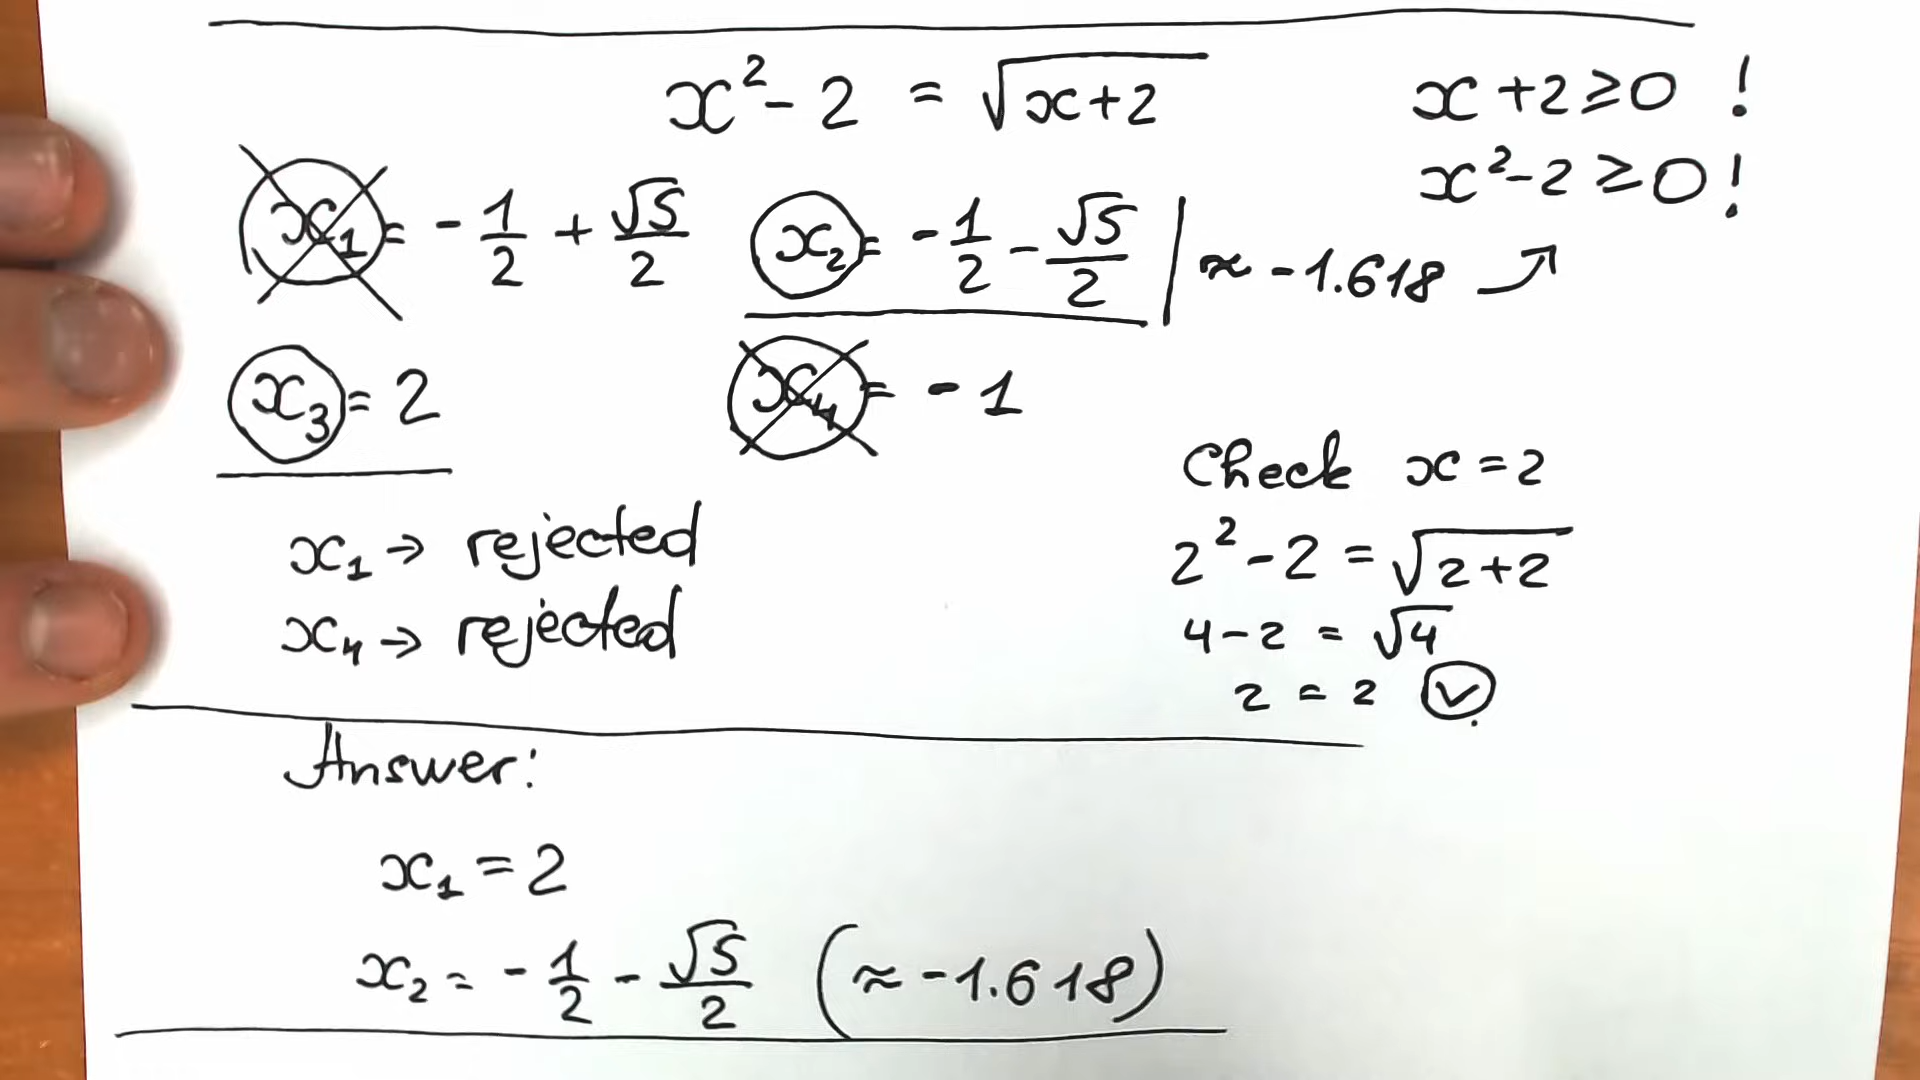 x² - 2 = √(x+2)
x + 2 ≥ 0 !
x² - 2 ≥ 0 !
x₁ = - 1/2 + √5/2
x₂ = - 1/2 - √5/2 | ≈ -1.618 ↗
x₃ = 2
x₄ = - 1
x₁ → rejected
x₄ → rejected
Check x = 2
2² - 2 = √(2+2)
4 - 2 = √4
2 = 2 ✓
Answer:
x₁ = 2
x₂ = - 1/2 - √5/2 (≈ -1.618)